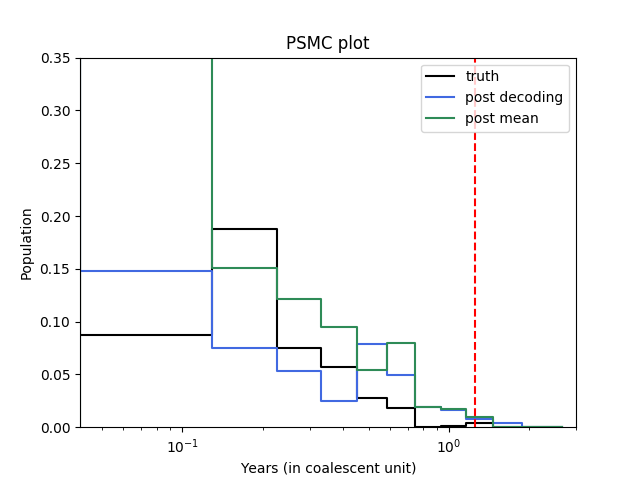 PSMC plot
truth
post decoding
post mean
Population
0.35
0.30
0.25
0.20
0.15
0.10
0.05
0.00
10⁻¹
10⁰
Years (in coalescent unit)